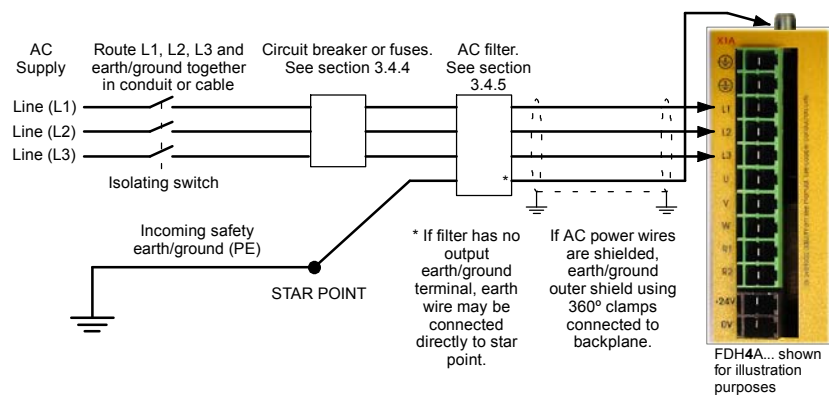 AC
Supply
Route L1, L2, L3 and
earth/ground together
in conduit or cable
Circuit breaker or fuses.
See section 3.4.4
AC filter.
See section
3.4.5
Line (L1)
Line (L2)
Line (L3)
Isolating switch
Incoming safety
earth/ground (PE)
STAR POINT
*
* If filter has no
output
earth/ground
terminal, earth
wire may be
connected
directly to star
point.
If AC power wires
are shielded,
earth/ground
outer shield using
360º clamps
connected to
backplane.
X1A
L1
L2
L3
U
V
W
R1
R2
+24V
0V
FDH4A... shown
for illustration
purposes